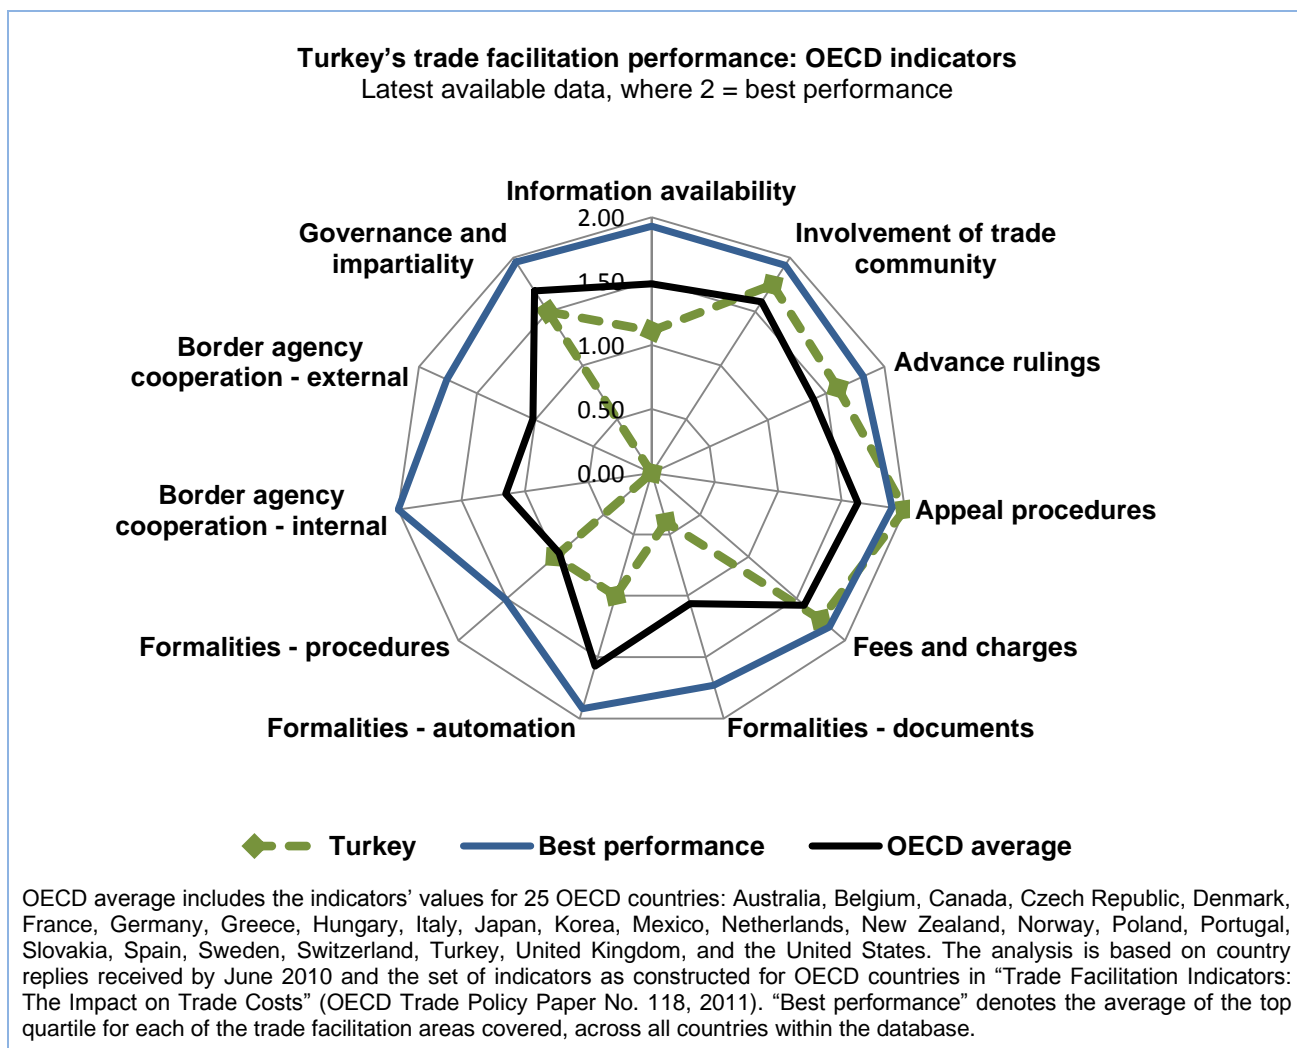 Turkey’s trade facilitation performance: OECD indicators
Latest available data, where 2 = best performance
Information availability
2.00
Governance and
impartiality
Involvement of trade
community
1.50
Border agency
cooperation - external
1.00
Advance rulings
0.50
0.00
Border agency
cooperation - internal
Appeal procedures
Formalities - procedures
Fees and charges
Formalities - automation
Formalities - documents
Turkey
Best performance
OECD average
OECD average includes the indicators’ values for 25 OECD countries: Australia, Belgium, Canada, Czech Republic, Denmark,
France, Germany, Greece, Hungary, Italy, Japan, Korea, Mexico, Netherlands, New Zealand, Norway, Poland, Portugal,
Slovakia, Spain, Sweden, Switzerland, Turkey, United Kingdom, and the United States. The analysis is based on country
replies received by June 2010 and the set of indicators as constructed for OECD countries in “Trade Facilitation Indicators:
The Impact on Trade Costs” (OECD Trade Policy Paper No. 118, 2011). “Best performance” denotes the average of the top
quartile for each of the trade facilitation areas covered, across all countries within the database.